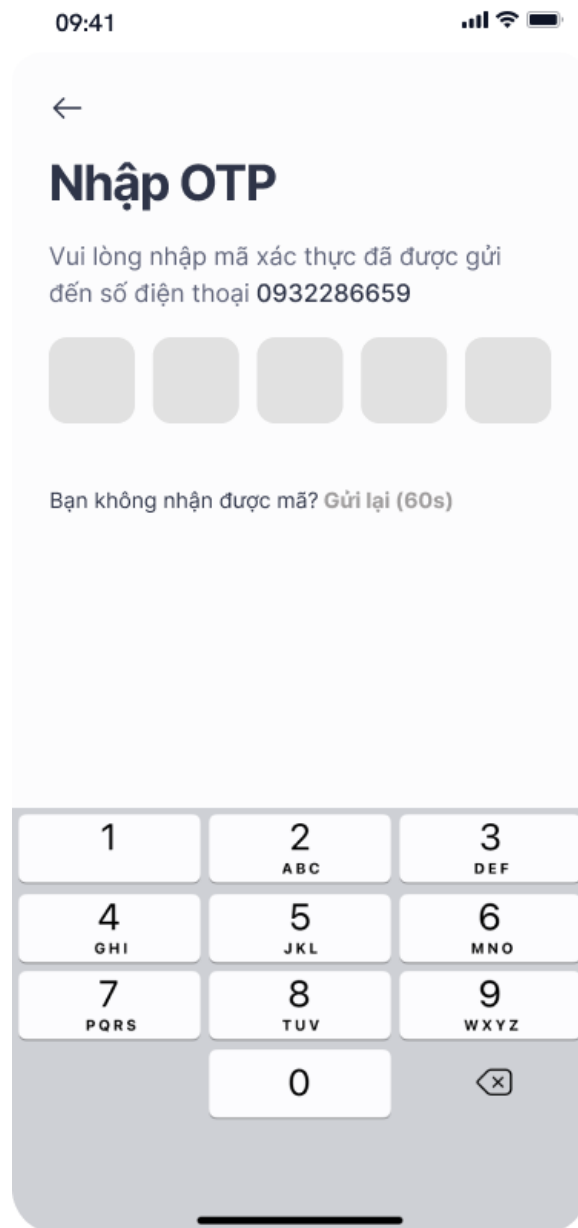 09:41
Nhập OTP
Vui lòng nhập mã xác thực đã được gửi
đến số điện thoại 0932286659
Bạn không nhận được mã? Gửi lại (60s)
1 2 3
ABC DEF
4 5 6
GHI JKL MNO
7 8 9
PQRS TUV WXYZ
0